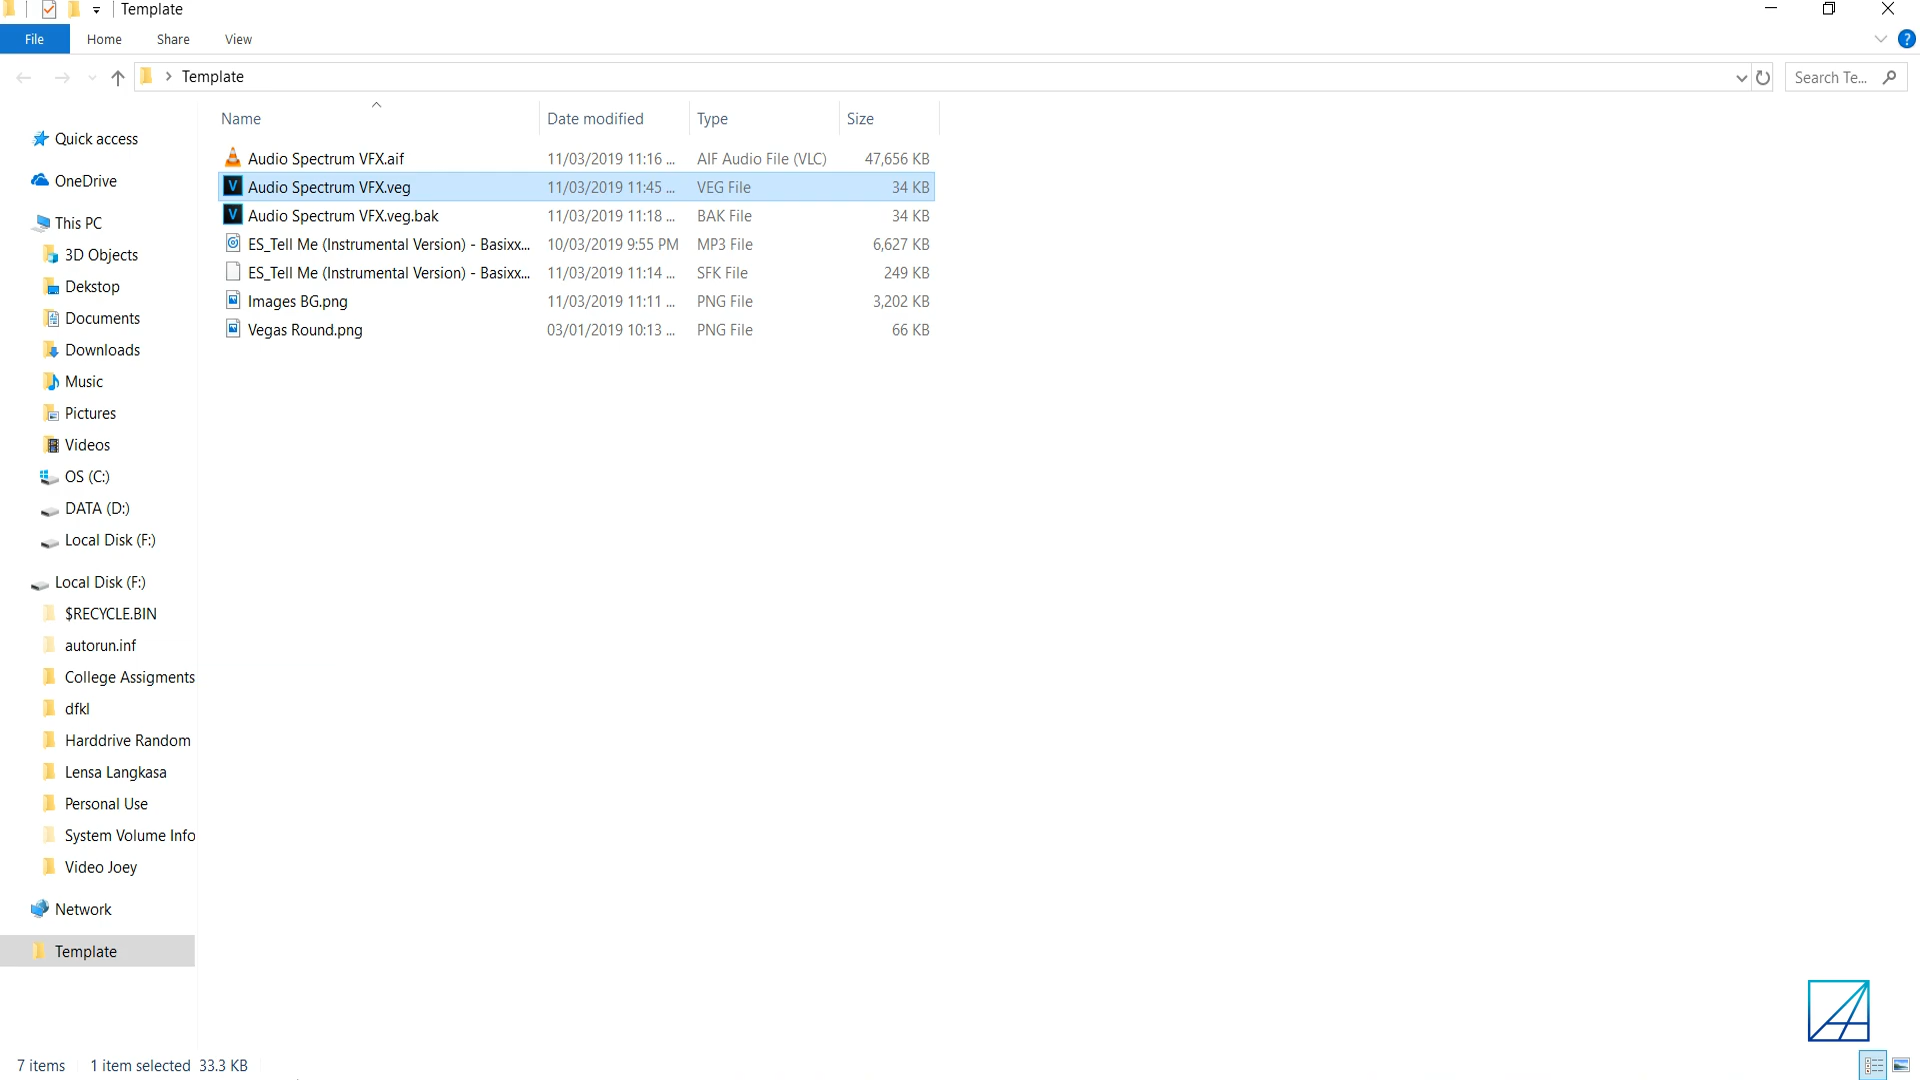 Template
File Home Share View
Template
Search Te...
Name Date modified Type Size
Audio Spectrum VFX.aif 11/03/2019 11:16 ... AIF Audio File (VLC) 47,656 KB
Audio Spectrum VFX.veg 11/03/2019 11:45 ... VEG File 34 KB
Audio Spectrum VFX.veg.bak 11/03/2019 11:18 ... BAK File 34 KB
ES_Tell Me (Instrumental Version) - Basixx... 10/03/2019 9:55 PM MP3 File 6,627 KB
ES_Tell Me (Instrumental Version) - Basixx... 11/03/2019 11:14 ... SFK File 249 KB
Images BG.png 11/03/2019 11:11 ... PNG File 3,202 KB
Vegas Round.png 03/01/2019 10:13 ... PNG File 66 KB
Quick access
OneDrive
This PC
3D Objects
Dekstop
Documents
Downloads
Music
Pictures
Videos
OS (C:)
DATA (D:)
Local Disk (F:)
Local Disk (F:)
$RECYCLE.BIN
autorun.inf
College Assigments
dfkl
Harddrive Random
Lensa Langkasa
Personal Use
System Volume Info
Video Joey
Network
Template
7 items 1 item selected 33.3 KB